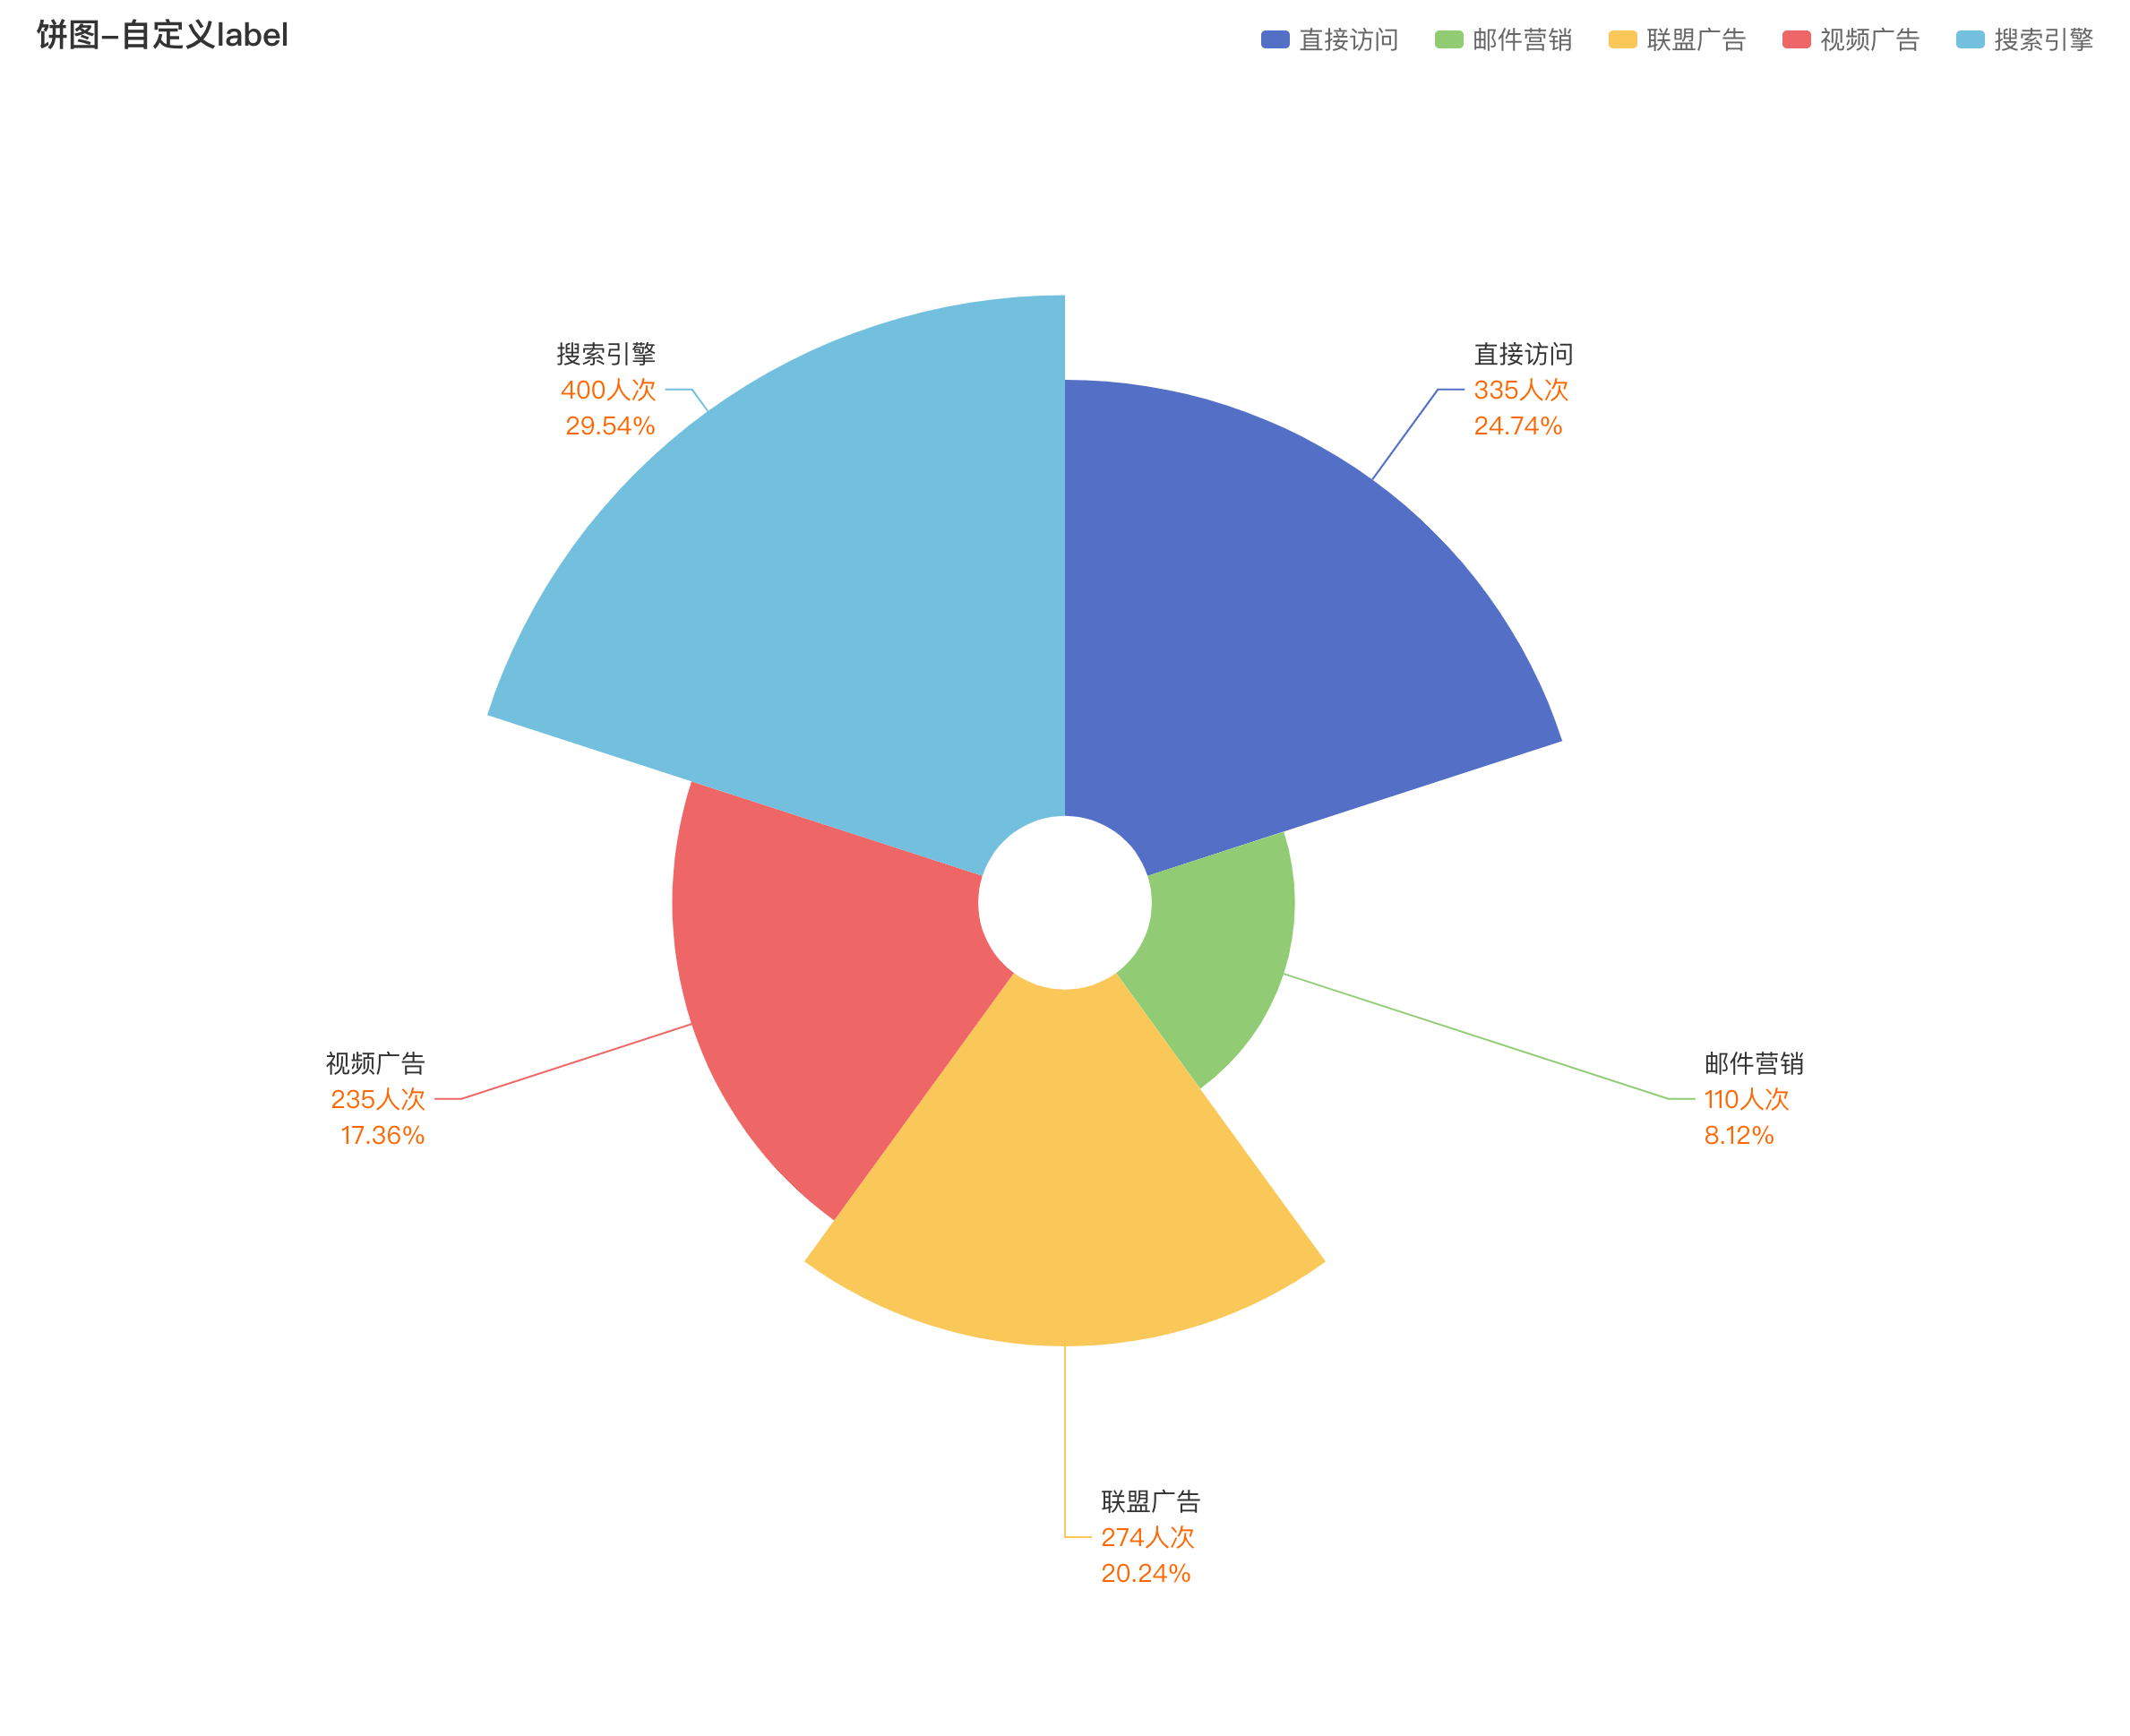 饼图-自定义label
直接访问
邮件营销
联盟广告
视频广告
搜索引擎
搜索引擎
400人次
29.54%
直接访问
335人次
24.74%
视频广告
235人次
17.36%
邮件营销
110人次
8.12%
联盟广告
274人次
20.24%